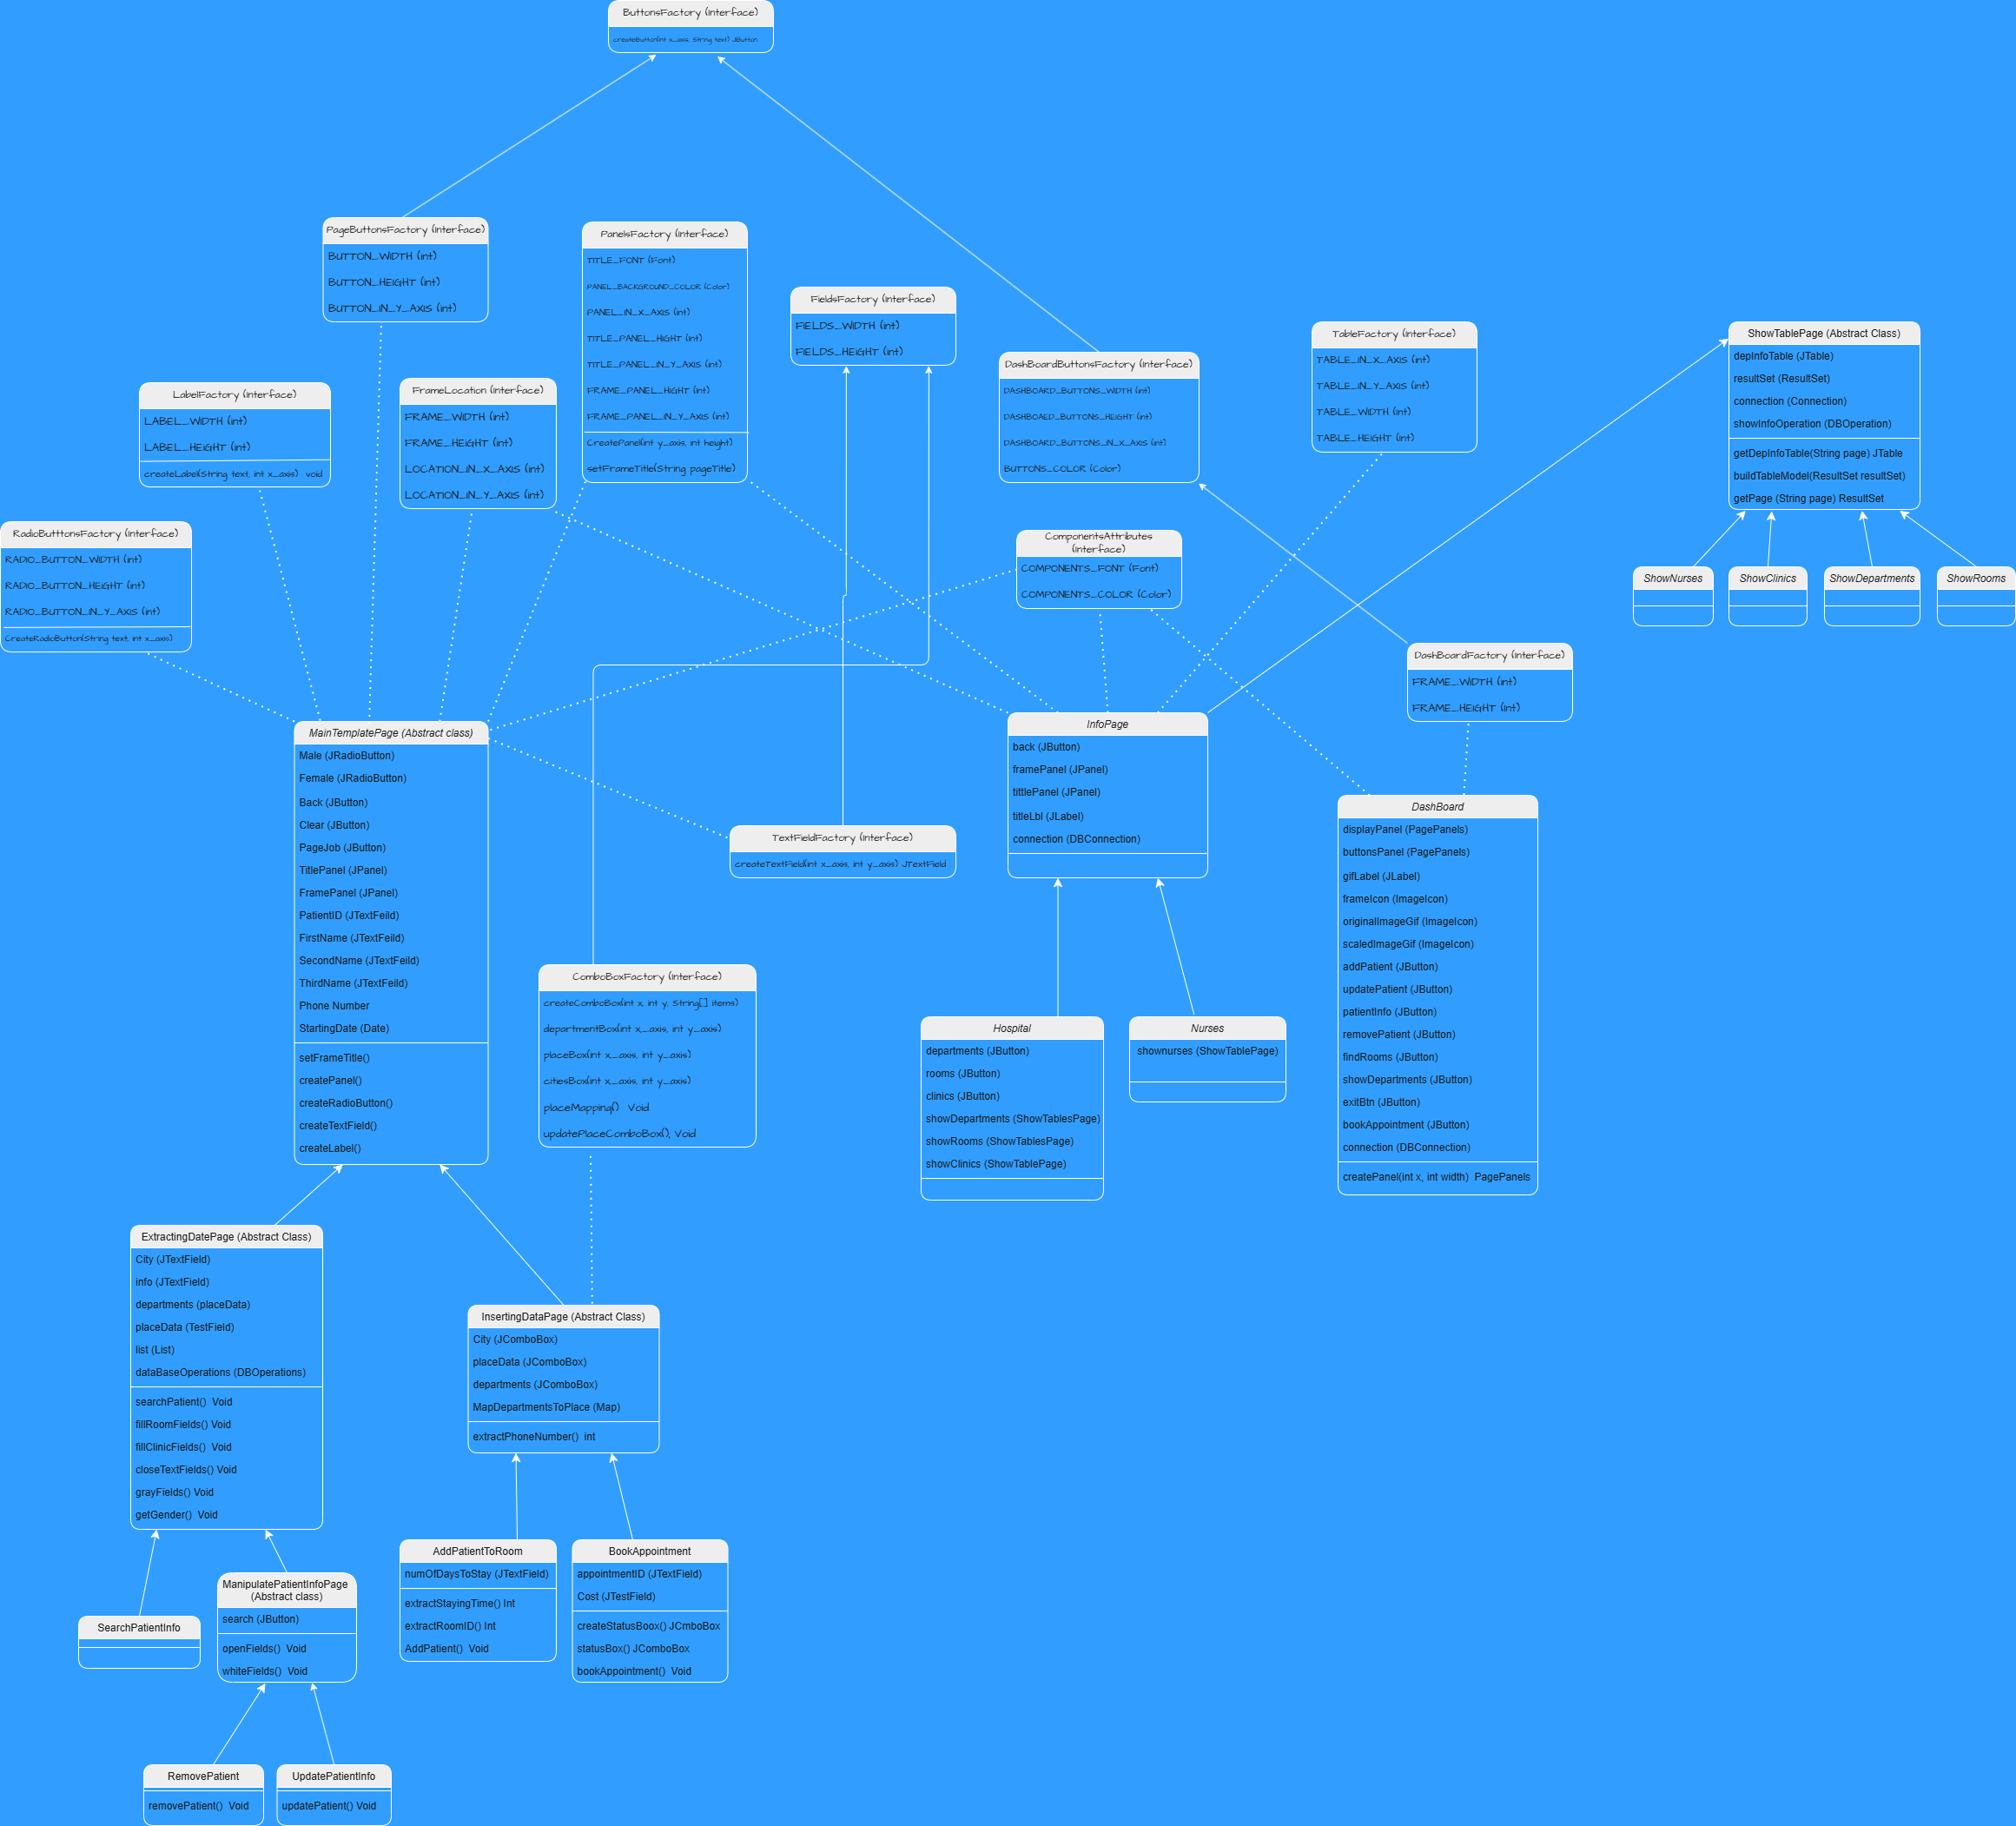 ButtonsFactory (Interface)
createButton(int x_axis, String text) JButton
PageButtonsFactory (Interface)
BUTTON_WIDTH (int)
BUTTON_HEIGHT (int)
BUTTON_IN_Y_AXIS (int)
PanelsFactory (Interface)
TITLE_FONT (Font)
PANEL_BACKGROUND_COLOR (Color)
PANEL_IN_X_AXIS (int)
TITLE_PANEL_HIGHT (int)
TITLE_PANEL_IN_Y_AXIS (int)
FRAME_PANEL_HIGHT (int)
FRAME_PANEL_IN_Y_AXIS (int)
CreatePanel(int y_axis, int height)
setFrameTitle(String pageTitle)
FieldsFactory (Interface)
FIELDS_WIDTH (int)
FIELDS_HEIGHT (int)
DashBoardButtonsFactory (Interface)
DASHBOARD_BUTTONS_WIDTH (int)
DASHBOAED_BUTTONS_HEIGHT (int)
DASHBOARD_BUTTONS_IN_X_AXIS (int)
BUTTONS_COLOR (Color)
TableFactory (Interface)
TABLE_IN_X_AXIS (int)
TABLE_IN_Y_AXIS (int)
TABLE_WIDTH (int)
TABLE_HEIGHT (int)
ShowTablePage (Abstract Class)
depInfoTable (JTable)
resultSet (ResultSet)
connection (Connection)
showInfoOperation (DBOperation)
getDepInfoTable(String page) JTable
buildTableModel(ResultSet resultSet)
getPage (String page) ResultSet
LabelFactory (Interface)
LABEL_WIDTH (int)
LABEL_HEIGHT (int)
createLabel(String text, int x_axis) void
FrameLocation (Interface)
FRAME_WIDTH (int)
FRAME_HEIGHT (int)
LOCATION_IN_X_AXIS (int)
LOCATION_IN_Y_AXIS (int)
RadioButttonsFactory (Interface)
RADIO_BUTTON_WIDTH (int)
RADIO_BUTTON_HEIGHT (int)
RADIO_BUTTON_IN_Y_AXIS (int)
CreateRadioButton(String text, int x_axis)
ComponentsAttributes
(Interface)
COMPONENTS_FONT (Font)
COMPONENTS_COLOR (Color)
ShowNurses
ShowClinics
ShowDepartments
ShowRooms
DashBoardFactory (Interface)
FRAME_WIDTH (int)
FRAME_HEIGHT (int)
MainTemplatePage (Abstract class)
Male (JRadioButton)
Female (JRadioButton)
Back (JButton)
Clear (JButton)
PageJob (JButton)
TitlePanel (JPanel)
FramePanel (JPanel)
PatientID (JTextFeild)
FirstName (JTextFeild)
SecondName (JTextFeild)
ThirdName (JTextFeild)
Phone Number
StartingDate (Date)
setFrameTitle()
createPanel()
createRadioButton()
createTextField()
createLabel()
InfoPage
back (JButton)
framePanel (JPanel)
tittlePanel (JPanel)
titleLbl (JLabel)
connection (DBConnection)
DashBoard
displayPanel (PagePanels)
buttonsPanel (PagePanels)
gifLabel (JLabel)
frameIcon (ImageIcon)
originalImageGif (ImageIcon)
scaledImageGif (ImageIcon)
addPatient (JButton)
updatePatient (JButton)
patientInfo (JButton)
removePatient (JButton)
findRooms (JButton)
showDepartments (JButton)
exitBtn (JButton)
bookAppointment (JButton)
connection (DBConnection)
createPanel(int x, int width) PagePanels
TextFieldFactory (Interface)
createTextField(int x_axis, int y_axis) JTextField
ComboBoxFactory (Interface)
createComboBox(int x, int y, String[] items)
departmentBox(int x_axis, int y_axis)
placeBox(int x_axis, int y_axis)
citiesBox(int x_axis, int y_axis)
placeMapping() Void
updatePlaceComboBox(); Void
Hospital
departments (JButton)
rooms (JButton)
clinics (JButton)
showDepartments (ShowTablesPage)
showRooms (ShowTablesPage)
showClinics (ShowTablePage)
Nurses
shownurses (ShowTablePage)
ExtractingDatePage (Abstract Class)
City (JTextField)
info (JTextField)
departments (placeData)
placeData (TestField)
list (List)
dataBaseOperations (DBOperations)
searchPatient() Void
fillRoomFields() Void
fillClinicFields() Void
closeTextFields() Void
grayFields() Void
getGender() Void
InsertingDataPage (Abstract Class)
City (JComboBox)
placeData (JComboBox)
departments (JComboBox)
MapDepartmentsToPlace (Map)
extractPhoneNumber() int
AddPatientToRoom
numOfDaysToStay (JTextField)
extractStayingTime() Int
extractRoomID() Int
AddPatient() Void
BookAppointment
appointmentID (JTextField)
Cost (JTestField)
createStatusBoox() JCmboBox
statusBox() JComboBox
bookAppointment() Void
SearchPatientInfo
ManipulatePatientInfoPage
(Abstract class)
search (JButton)
openFields() Void
whiteFields() Void
RemovePatient
removePatient() Void
UpdatePatientInfo
updatePatient() Void